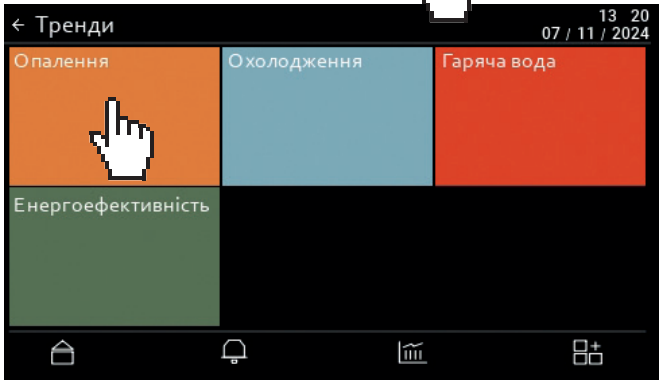 ← Тренди
13 20
07 / 11 / 2024
Опалення
Охолодження
Гаряча вода
Енергоефективність